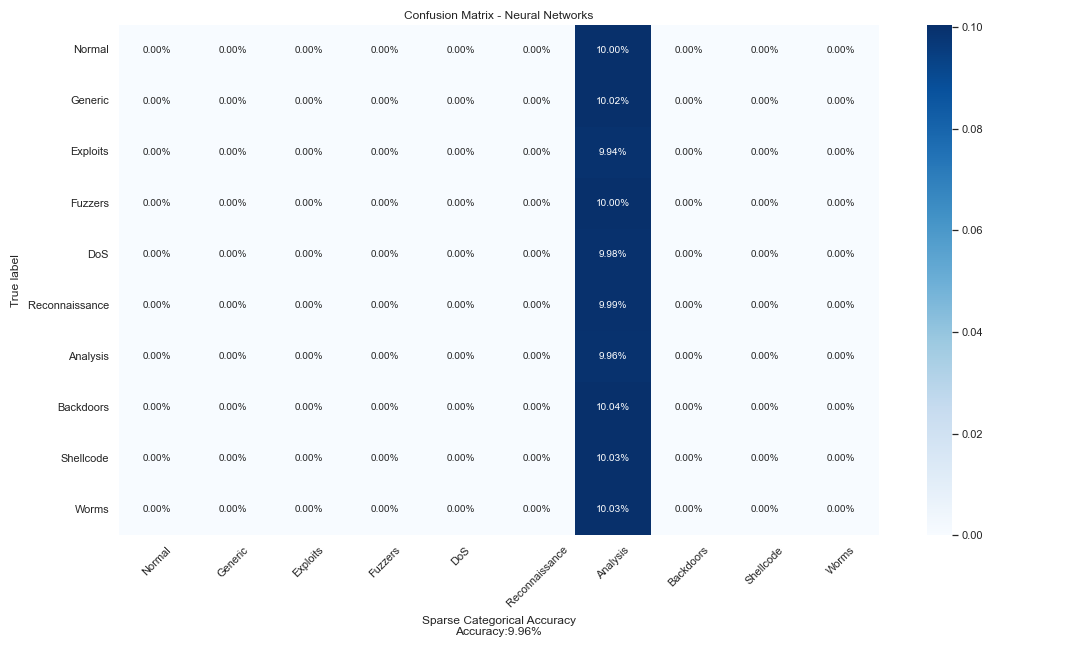 Confusion Matrix - Neural Networks
Normal 0.00% 0.00% 0.00% 0.00% 0.00% 0.00% 10.00% 0.00% 0.00% 0.00%
Generic 0.00% 0.00% 0.00% 0.00% 0.00% 0.00% 10.02% 0.00% 0.00% 0.00%
Exploits 0.00% 0.00% 0.00% 0.00% 0.00% 0.00% 9.94% 0.00% 0.00% 0.00%
Fuzzers 0.00% 0.00% 0.00% 0.00% 0.00% 0.00% 10.00% 0.00% 0.00% 0.00%
DoS 0.00% 0.00% 0.00% 0.00% 0.00% 0.00% 9.98% 0.00% 0.00% 0.00%
Reconnaissance 0.00% 0.00% 0.00% 0.00% 0.00% 0.00% 9.99% 0.00% 0.00% 0.00%
Analysis 0.00% 0.00% 0.00% 0.00% 0.00% 0.00% 9.96% 0.00% 0.00% 0.00%
Backdoors 0.00% 0.00% 0.00% 0.00% 0.00% 0.00% 10.04% 0.00% 0.00% 0.00%
Shellcode 0.00% 0.00% 0.00% 0.00% 0.00% 0.00% 10.03% 0.00% 0.00% 0.00%
Worms 0.00% 0.00% 0.00% 0.00% 0.00% 0.00% 10.03% 0.00% 0.00% 0.00%
True label
Normal Generic Exploits Fuzzers DoS Reconnaissance Analysis Backdoors Shellcode Worms
Sparse Categorical Accuracy
Accuracy:9.96%
0.10
0.08
0.06
0.04
0.02
0.00